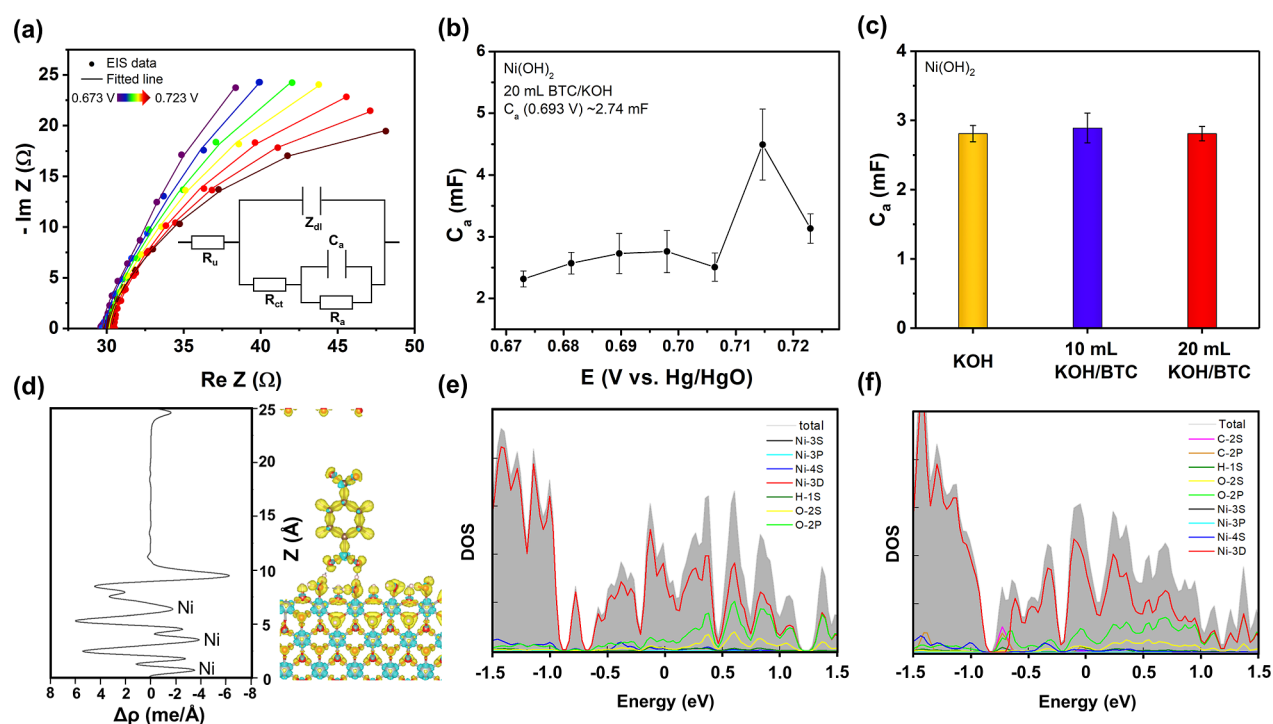 (a)
EIS data
Fitted line
0.673 V 0.723 V
25
20
15
10
5
0
- Im Z (Ω)
30 35 40 45 50
Re Z (Ω)
Z_dl
C_a
R_u
R_ct
R_a
(b)
Ni(OH)₂
20 mL BTC/KOH
Cₐ (0.693 V) ~2.74 mF
6
5
4
3
2
Cₐ (mF)
0.67 0.68 0.69 0.70 0.71 0.72
E (V vs. Hg/HgO)
(c)
Ni(OH)₂
4
3
2
1
0
Cₐ (mF)
KOH
10 mL
KOH/BTC
20 mL
KOH/BTC
(d)
25
20
15
10
5
0
Z (Å)
Ni
Ni
Ni
8 6 4 2 0 -2 -4 -6 -8
Δρ (me/Å)
(e)
total
Ni-3S
Ni-3P
Ni-4S
Ni-3D
H-1S
O-2S
O-2P
DOS
-1.5 -1.0 -0.5 0.0 0.5 1.0 1.5
Energy (eV)
(f)
Total
C-2S
C-2P
H-1S
O-2S
O-2P
Ni-3S
Ni-3P
Ni-4S
Ni-3D
DOS
-1.5 -1.0 -0.5 0.0 0.5 1.0 1.5
Energy (eV)